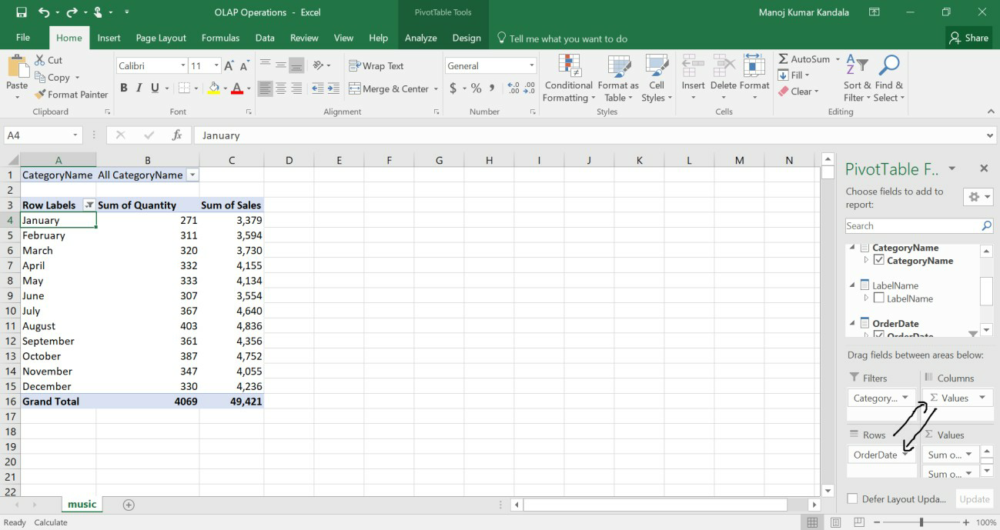 OLAP Operations - Excel
PivotTable Tools
Manoj Kumar Kandala
File Home Insert Page Layout Formulas Data Review View Help Analyze Design Tell me what you want to do Share
Paste
Cut
Copy
Format Painter
Clipboard
Calibri 11
B I U
Font
Wrap Text
Merge & Center
Alignment
General
$ % ,
Number
Conditional Formatting
Format as Table
Cell Styles
Styles
Insert Delete Format
Cells
AutoSum
Fill
Clear
Sort & Filter
Find & Select
Editing
A4 fx January
A B C D E F G H I J K L M N
1 CategoryName All CategoryName
2
3 Row Labels Sum of Quantity Sum of Sales
4 January 271 3,379
5 February 311 3,594
6 March 320 3,730
7 April 332 4,155
8 May 333 4,134
9 June 307 3,554
10 July 367 4,640
11 August 403 4,836
12 September 361 4,356
13 October 387 4,752
14 November 347 4,055
15 December 330 4,236
16 Grand Total 4069 49,421
17
18
19
20
21
22
PivotTable F..
Choose fields to add to
report:
Search
CategoryName
CategoryName
LabelName
LabelName
OrderDate
OrderDate
Drag fields between areas below:
Filters
Category...
Columns
Σ Values
Rows
OrderDate
Σ Values
Sum o...
Sum o...
Defer Layout Upda... Update
music
Ready Calculate
100%